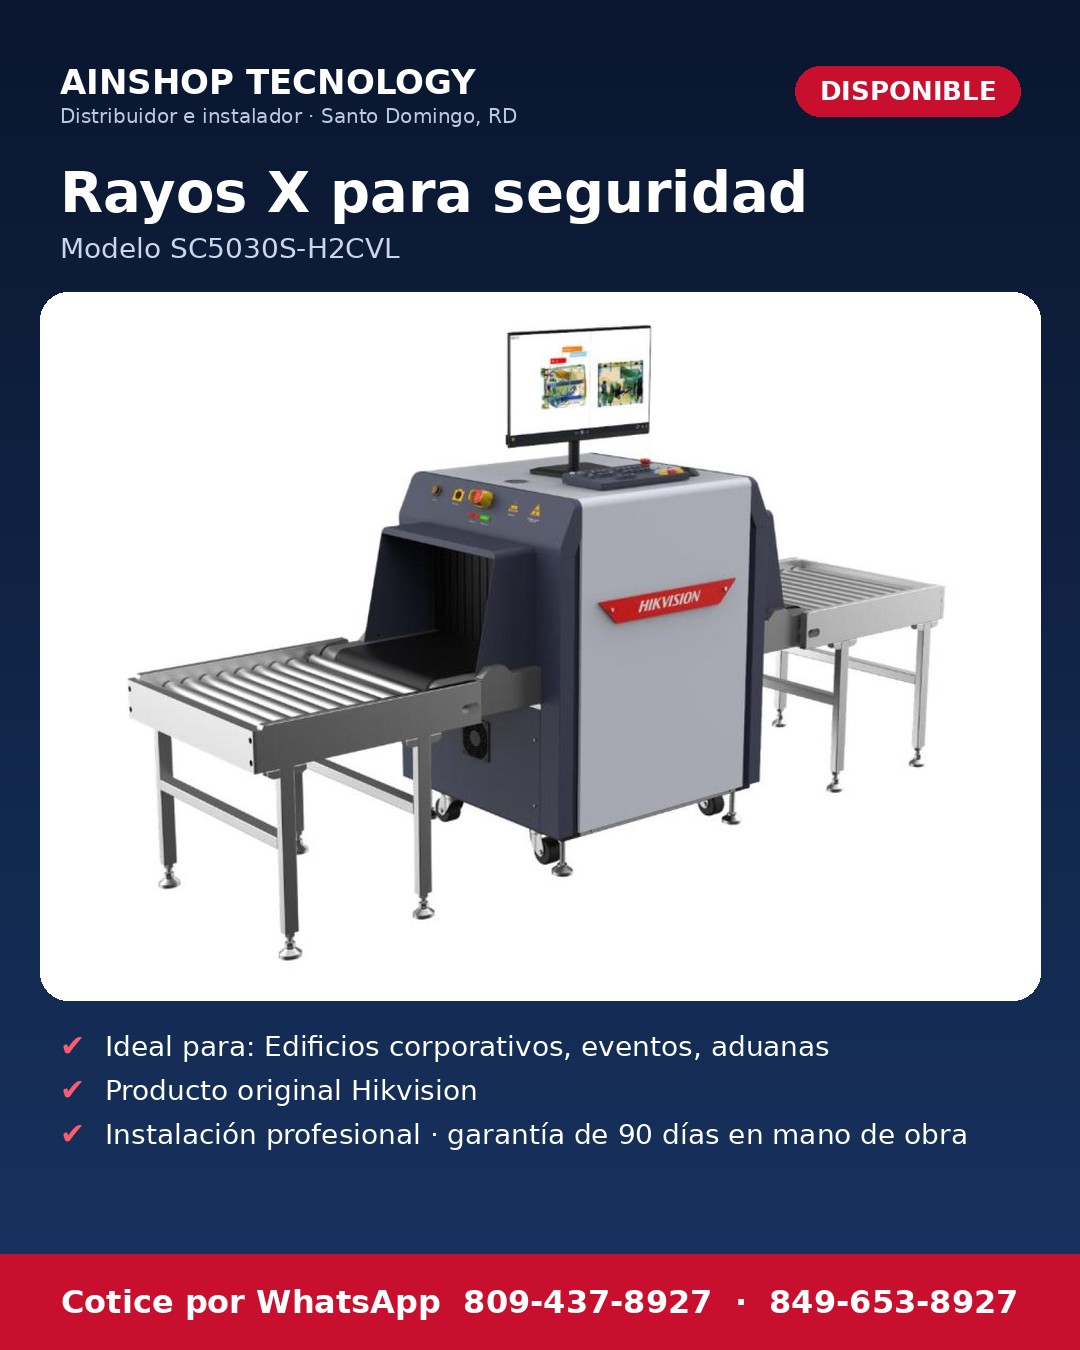 AINSHOP TECNOLOGY
DISPONIBLE
Distribuidor e instalador · Santo Domingo, RD
Rayos X para seguridad
Modelo SC5030S-H2CVL
HIKVISION
✔ Ideal para: Edificios corporativos, eventos, aduanas
✔ Producto original Hikvision
✔ Instalación profesional · garantía de 90 días en mano de obra
Cotice por WhatsApp 809-437-8927 · 849-653-8927